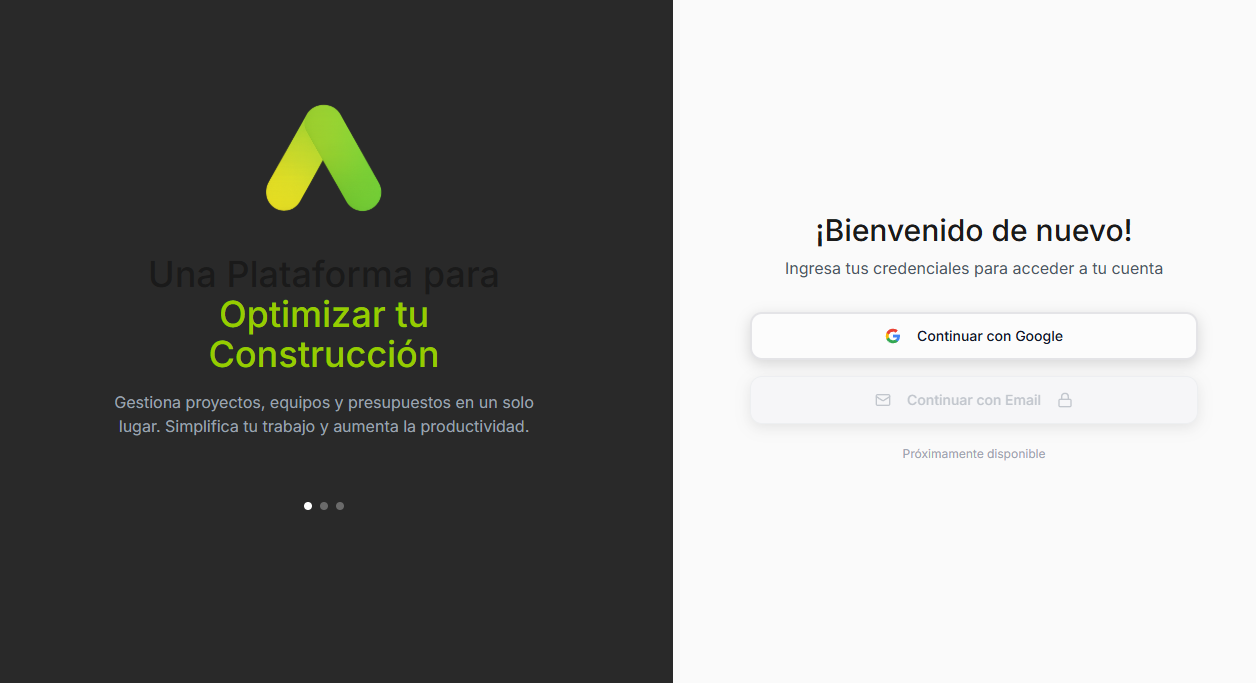 Una Plataforma para
Optimizar tu
Construcción
Gestiona proyectos, equipos y presupuestos en un solo
lugar. Simplifica tu trabajo y aumenta la productividad.
¡Bienvenido de nuevo!
Ingresa tus credenciales para acceder a tu cuenta
Continuar con Google
Continuar con Email
Próximamente disponible